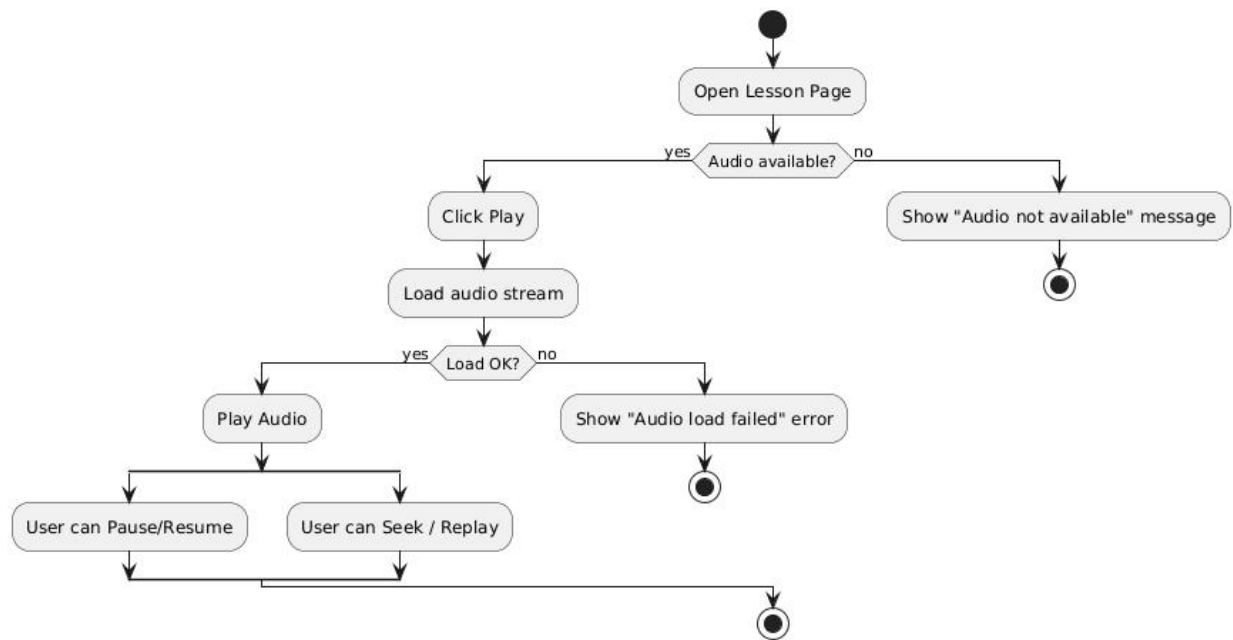 Open Lesson Page
yes
Audio available?
no
Click Play
Show "Audio not available" message
Load audio stream
yes
Load OK?
no
Play Audio
Show "Audio load failed" error
User can Pause/Resume
User can Seek / Replay